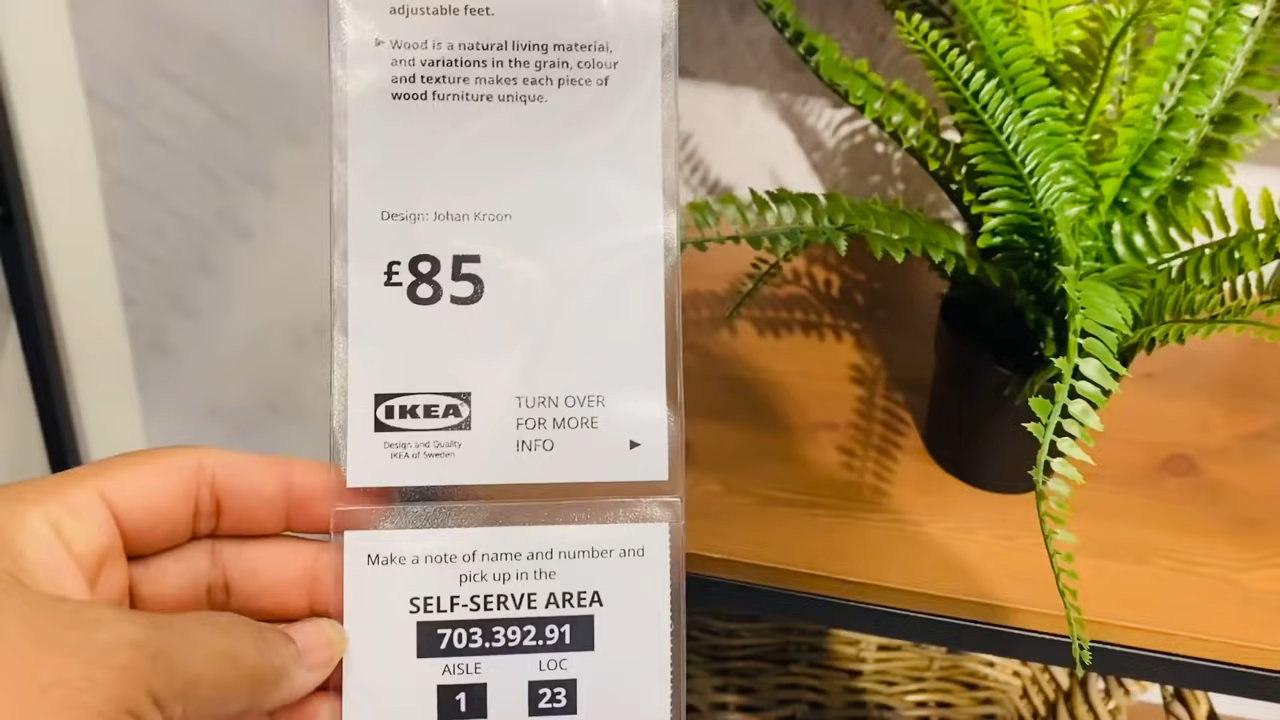 adjustable feet.
Wood is a natural living material,
and variations in the grain, colour
and texture makes each piece of
wood furniture unique.
Design: Johan Kroon
£85
IKEA
Design and Quality
IKEA of Sweden
TURN OVER
FOR MORE
INFO
Make a note of name and number and
pick up in the
SELF-SERVE AREA
703.392.91
AISLE LOC
1 23